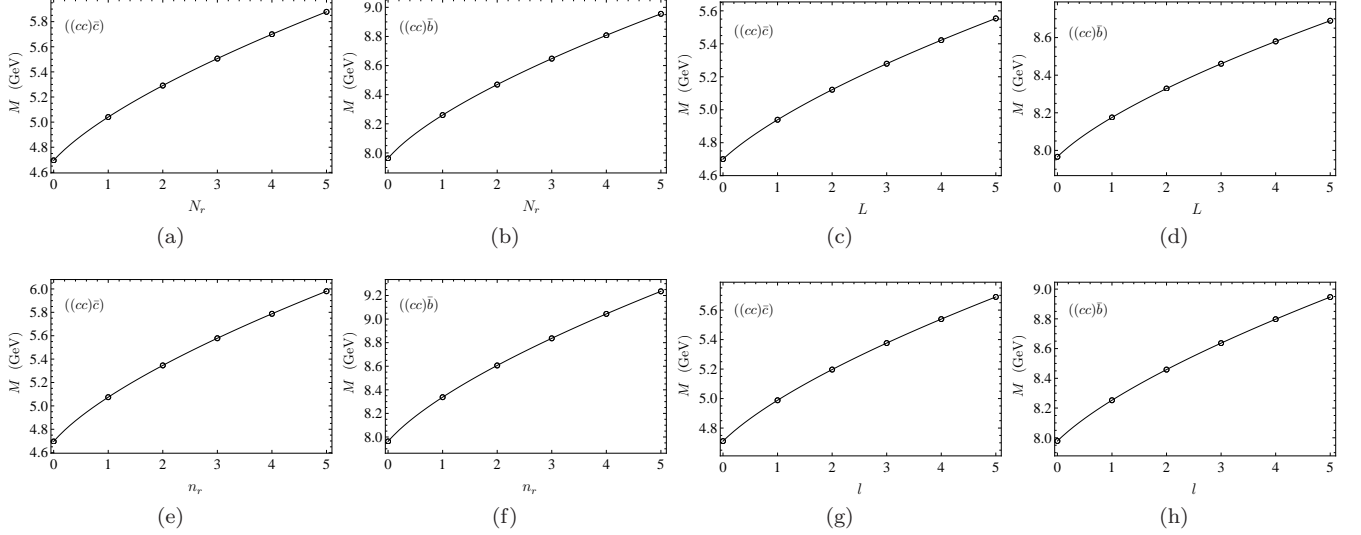 ((cc)c̄) ((cc)b̄) ((cc)c̄) ((cc)b̄)
M (GeV) M (GeV) M (GeV) M (GeV)
5.8 9.0 5.6 8.6
5.6 8.8 5.4 8.4
5.4 8.6 5.2 8.2
5.2 8.4 5.0 8.0
5.0 8.2 4.8
4.8 8.0 4.6
4.6
0 1 2 3 4 5 0 1 2 3 4 5 0 1 2 3 4 5 0 1 2 3 4 5
N_r N_r L L
(a) (b) (c) (d)
((cc)c̄) ((cc)b̄) ((cc)c̄) ((cc)b̄)
M (GeV) M (GeV) M (GeV) M (GeV)
6.0 9.2 5.6 9.0
5.8 9.0 5.4 8.8
5.6 8.8 5.2 8.6
5.4 8.6 5.0 8.4
5.2 8.4 4.8 8.2
5.0 8.2 8.0
4.8 8.0
4.6
0 1 2 3 4 5 0 1 2 3 4 5 0 1 2 3 4 5 0 1 2 3 4 5
n_r n_r l l
(e) (f) (g) (h)